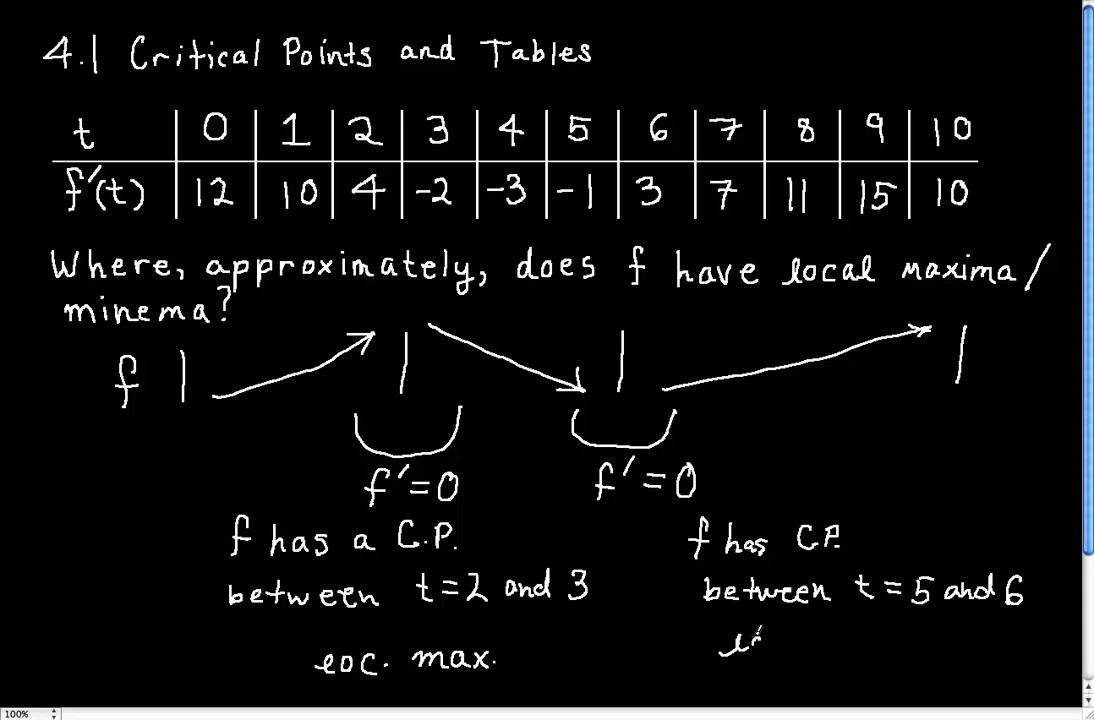 4.1 Critical Points and Tables
t 0 1 2 3 4 5 6 7 8 9 10
f'(t) 12 10 4 -2 -3 -1 3 7 11 15 10
Where, approximately, does f have local maxima/
minema?
f
f'=0 f'=0
f has a C.P. f has C.P.
between t=2 and 3 between t=5 and 6
loc. max.
100%